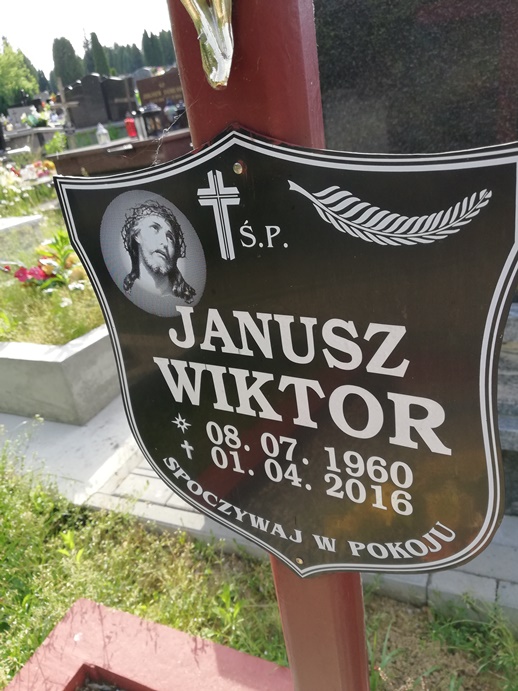 Ś.P.
JANUSZ
WIKTOR
08. 07. 1960
01. 04. 2016
SPOCZYWAJ W POKOJU